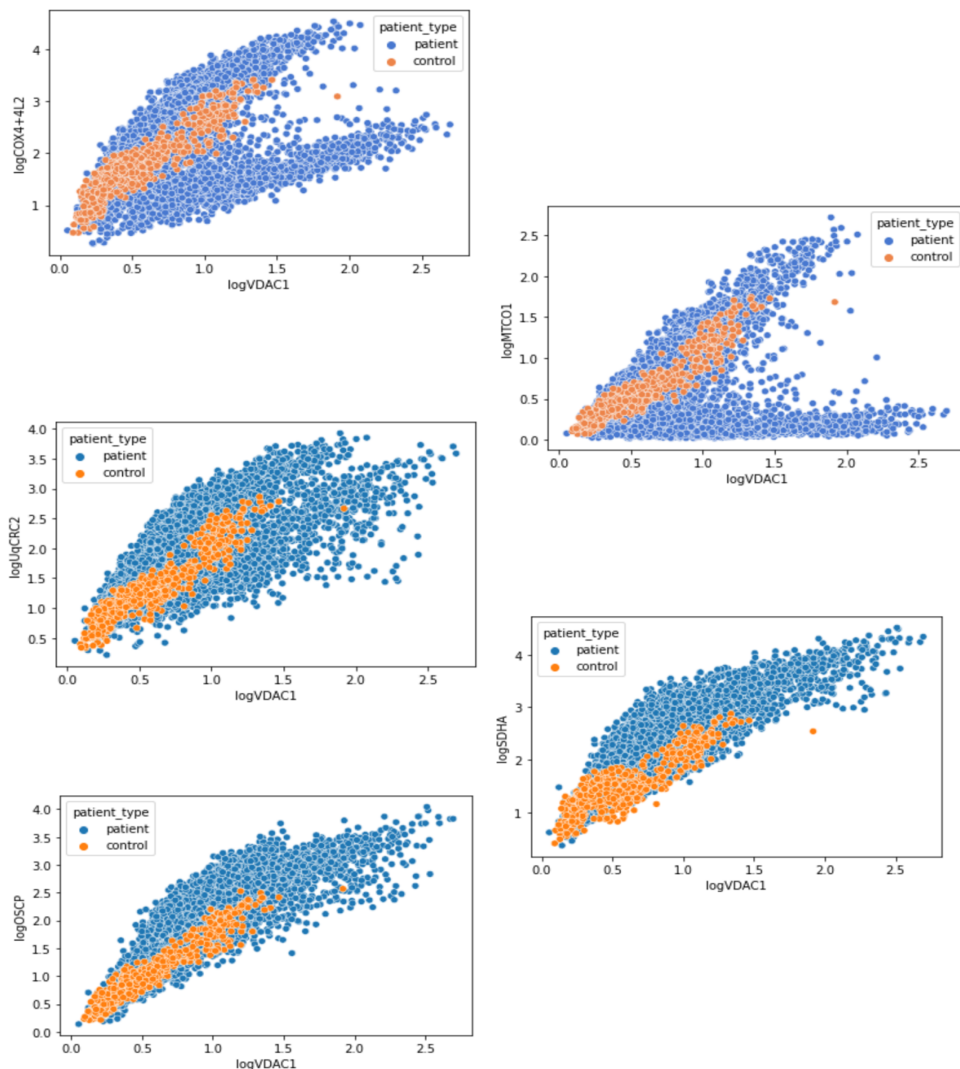 patient_type
patient
control
4
3
2
1
logCOX4+4L2
0.0 0.5 1.0 1.5 2.0 2.5
logVDAC1
patient_type
patient
control
2.5
2.0
1.5
1.0
0.5
0.0
logMTCO1
0.0 0.5 1.0 1.5 2.0 2.5
logVDAC1
patient_type
patient
control
4.0
3.5
3.0
2.5
2.0
1.5
1.0
0.5
logUqCRC2
0.0 0.5 1.0 1.5 2.0 2.5
logVDAC1
patient_type
patient
control
4
3
2
1
logSDHA
0.0 0.5 1.0 1.5 2.0 2.5
logVDAC1
patient_type
patient
control
4.0
3.5
3.0
2.5
2.0
1.5
1.0
0.5
0.0
logOSCP
0.0 0.5 1.0 1.5 2.0 2.5
logVDAC1